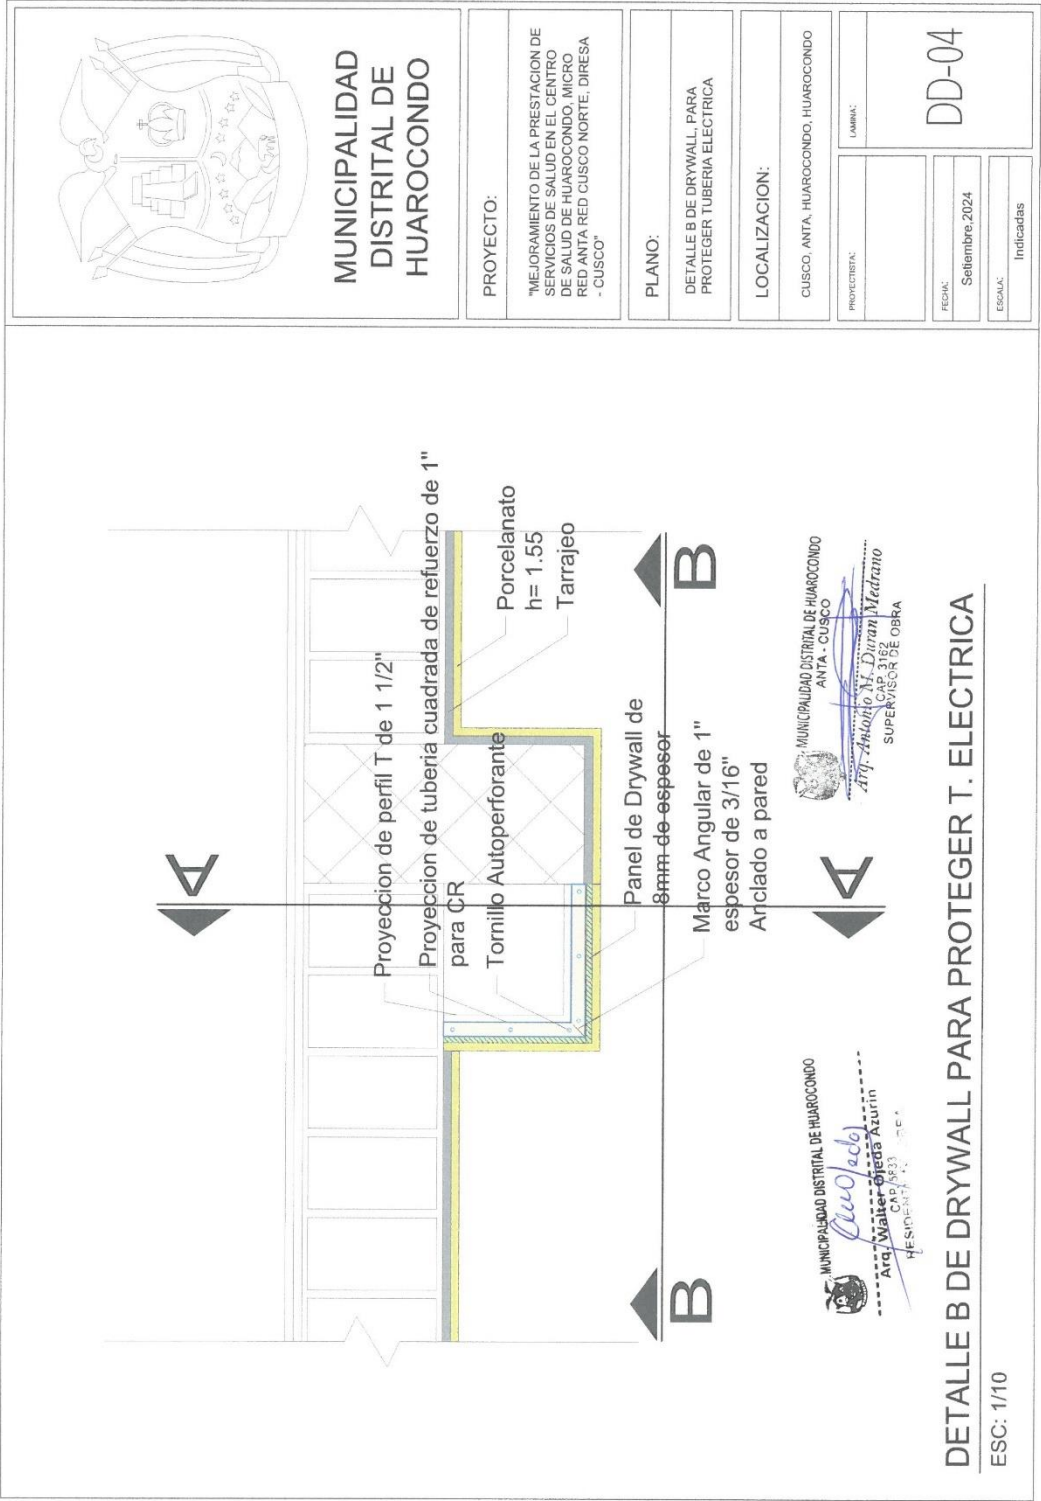 MUNICIPALIDAD
DISTRITAL DE
HUAROCONDO
PROYECTO:
"MEJORAMIENTO DE LA PRESTACION DE
SERVICIOS DE SALUD EN EL CENTRO
DE SALUD DE HUAROCONDO, MICRO
RED ANTA RED CUSCO NORTE, DIRESA
- CUSCO"
PLANO:
DETALLE B DE DRYWALL, PARA
PROTEGER TUBERIA ELECTRICA
LOCALIZACION:
CUSCO, ANTA, HUAROCONDO, HUAROCONDO
PROYECTISTA:
LAMINA:
DD-04
FECHA:
Setiembre,2024
ESCALA:
Indicadas
A
Proyeccion de perfil T de 1 1/2"
Proyeccion de tuberia cuadrada de refuerzo de 1"
para CR
Tornillo Autoperforante
Porcelanato
h= 1.55
Tarrajeo
Panel de Drywall de
8mm de espesor
Marco Angular de 1"
espesor de 3/16"
Anclado a pared
B
B
A
MUNICIPALIDAD DISTRITAL DE HUAROCONDO
Arq. Walter Ojeda Azurin
CAP. 5833
MUNICIPALIDAD DISTRITAL DE HUAROCONDO
ANTA - CUSCO
Arq. Antonio M. Duran Medrano
CAP. 3162
SUPERVISOR DE OBRA
DETALLE B DE DRYWALL PARA PROTEGER T. ELECTRICA
ESC: 1/10